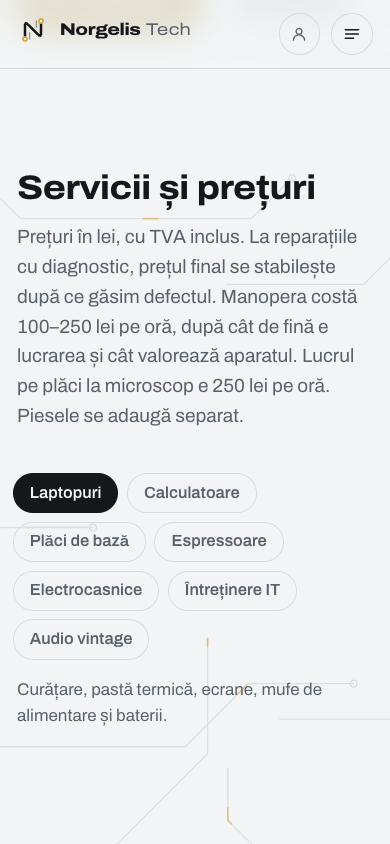 Norgelis Tech
Servicii și prețuri
Prețuri în lei, cu TVA inclus. La reparațiile
cu diagnostic, prețul final se stabilește
după ce găsim defectul. Manopera costă
100–250 lei pe oră, după cât de fină e
lucrarea și cât valorează aparatul. Lucrul
pe plăci la microscop e 250 lei pe oră.
Piesele se adaugă separat.
Laptopuri
Calculatoare
Plăci de bază
Espressoare
Electrocasnice
Întreținere IT
Audio vintage
Curățare, pastă termică, ecrane, mufe de
alimentare și baterii.